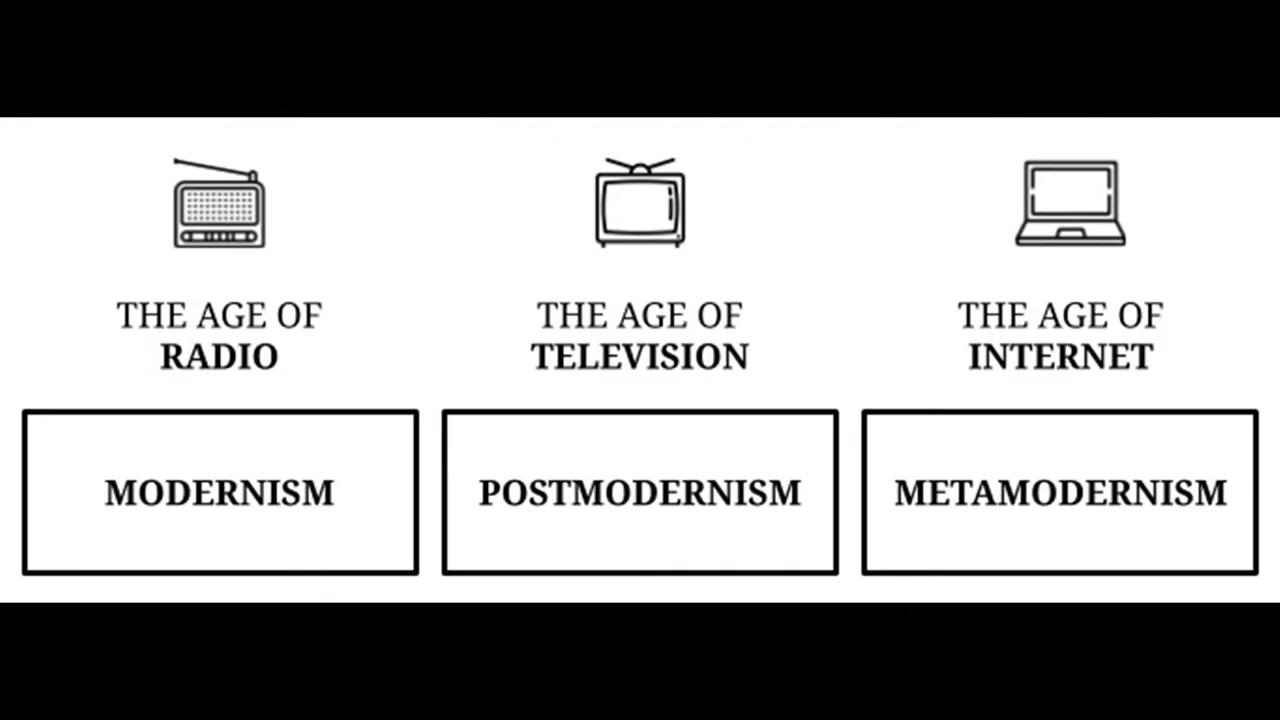 THE AGE OF
RADIO
MODERNISM
THE AGE OF
TELEVISION
POSTMODERNISM
THE AGE OF
INTERNET
METAMODERNISM